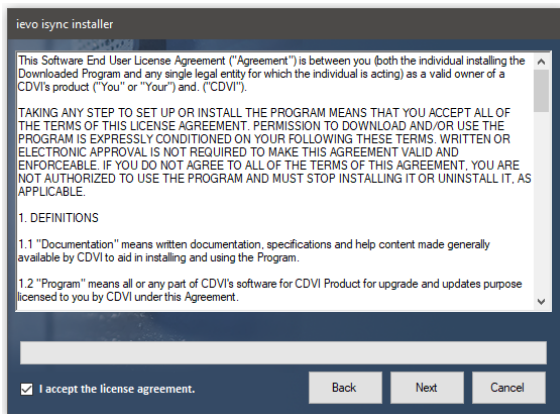 ievo isync installer
This Software End User License Agreement ("Agreement") is between you (both the individual installing the
Downloaded Program and any single legal entity for which the individual is acting) as a valid owner of a
CDVI's product ("You" or "Your") and. ("CDVI").
TAKING ANY STEP TO SET UP OR INSTALL THE PROGRAM MEANS THAT YOU ACCEPT ALL OF
THE TERMS OF THIS LICENSE AGREEMENT. PERMISSION TO DOWNLOAD AND/OR USE THE
PROGRAM IS EXPRESSLY CONDITIONED ON YOUR FOLLOWING THESE TERMS. WRITTEN OR
ELECTRONIC APPROVAL IS NOT REQUIRED TO MAKE THIS AGREEMENT VALID AND
ENFORCEABLE. IF YOU DO NOT AGREE TO ALL OF THE TERMS OF THIS AGREEMENT, YOU ARE
NOT AUTHORIZED TO USE THE PROGRAM AND MUST STOP INSTALLING IT OR UNINSTALL IT, AS
APPLICABLE.
1. DEFINITIONS
1.1 "Documentation" means written documentation, specifications and help content made generally
available by CDVI to aid in installing and using the Program.
1.2 "Program" means all or any part of CDVI's software for CDVI Product for upgrade and updates purpose
licensed to you by CDVI under this Agreement.
I accept the license agreement.
Back
Next
Cancel